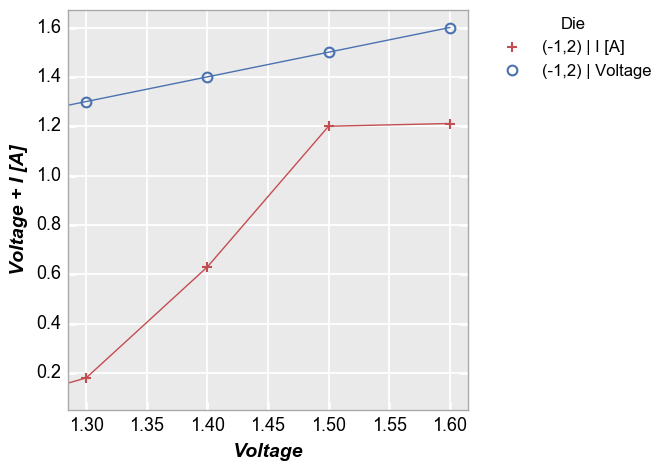 Die
(-1,2) | I [A]
(-1,2) | Voltage
Voltage + I [A]
1.6
1.4
1.2
1.0
0.8
0.6
0.4
0.2
1.30 1.35 1.40 1.45 1.50 1.55 1.60
Voltage